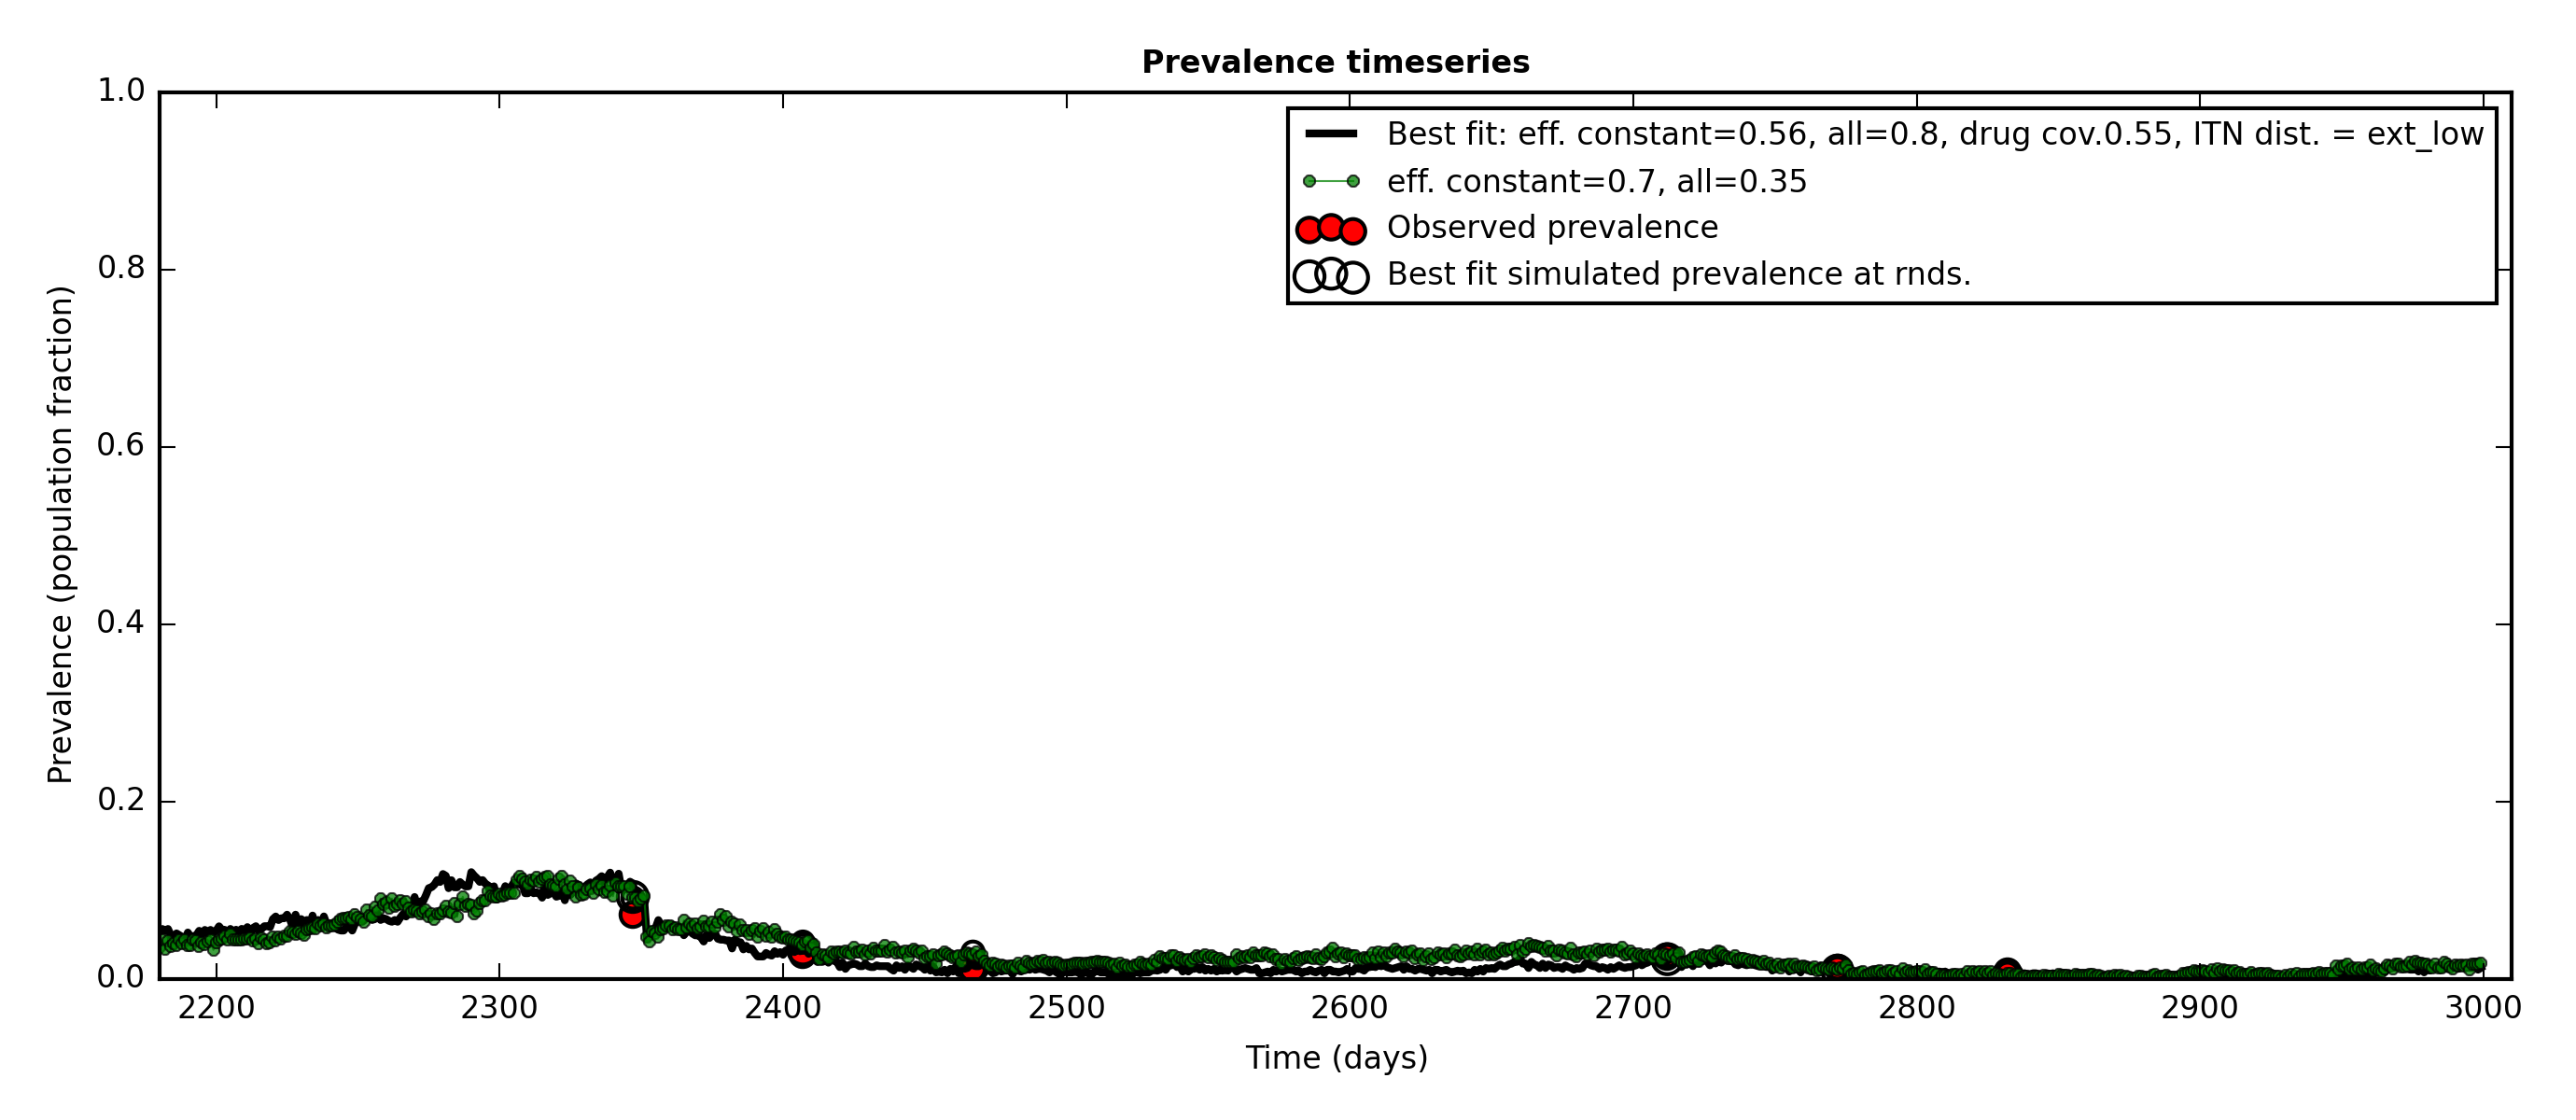 Prevalence timeseries
1.0
0.8
0.6
0.4
0.2
0.0
Prevalence (population fraction)
Best fit: eff. constant=0.56, all=0.8, drug cov.0.55, ITN dist. = ext_low
eff. constant=0.7, all=0.35
Observed prevalence
Best fit simulated prevalence at rnds.
2200 2300 2400 2500 2600 2700 2800 2900 3000
Time (days)